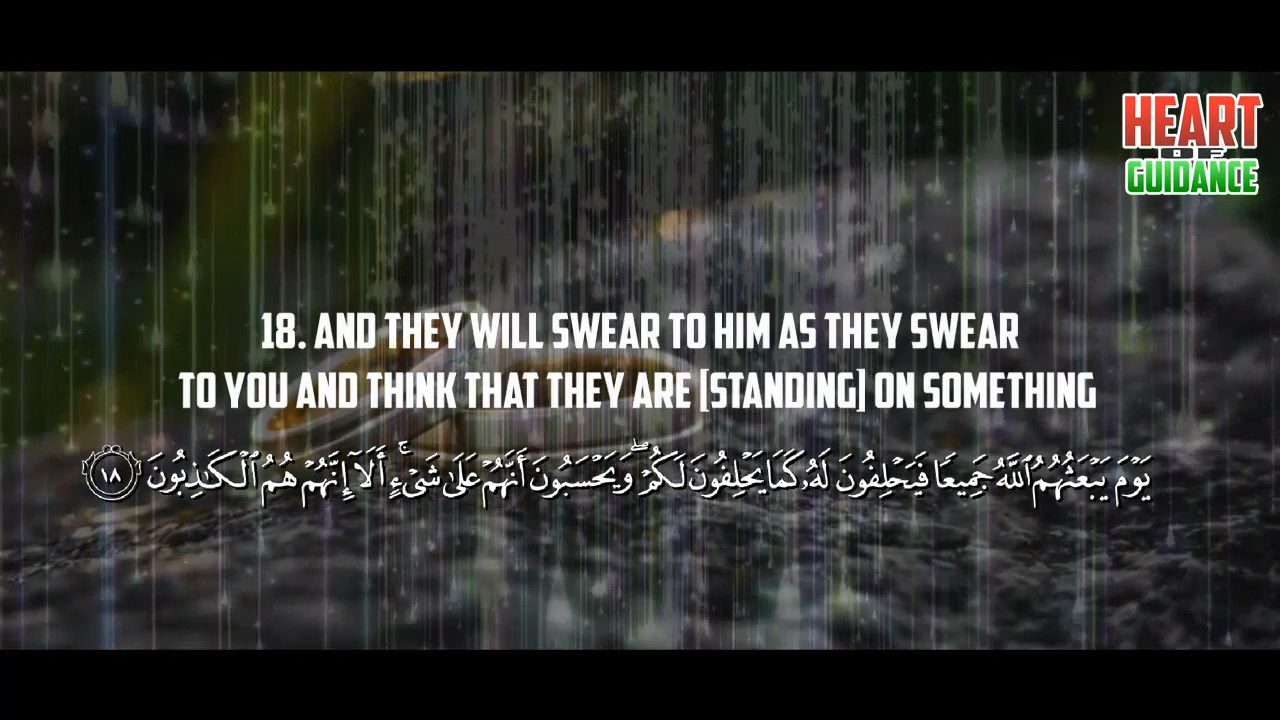 HEART
OF
GUIDANCE
18. AND THEY WILL SWEAR TO HIM AS THEY SWEAR
TO YOU AND THINK THAT THEY ARE [STANDING] ON SOMETHING
يَوْمَ يَبْعَثُهُمُ ٱللَّهُ جَمِيعًا فَيَحْلِفُونَ لَهُۥ كَمَا يَحْلِفُونَ لَكُمْ ۖ وَيَحْسَبُونَ أَنَّهُمْ عَلَىٰ شَىْءٍ ۚ أَلَآ إِنَّهُمْ هُمُ ٱلْكَـٰذِبُونَ ١٨